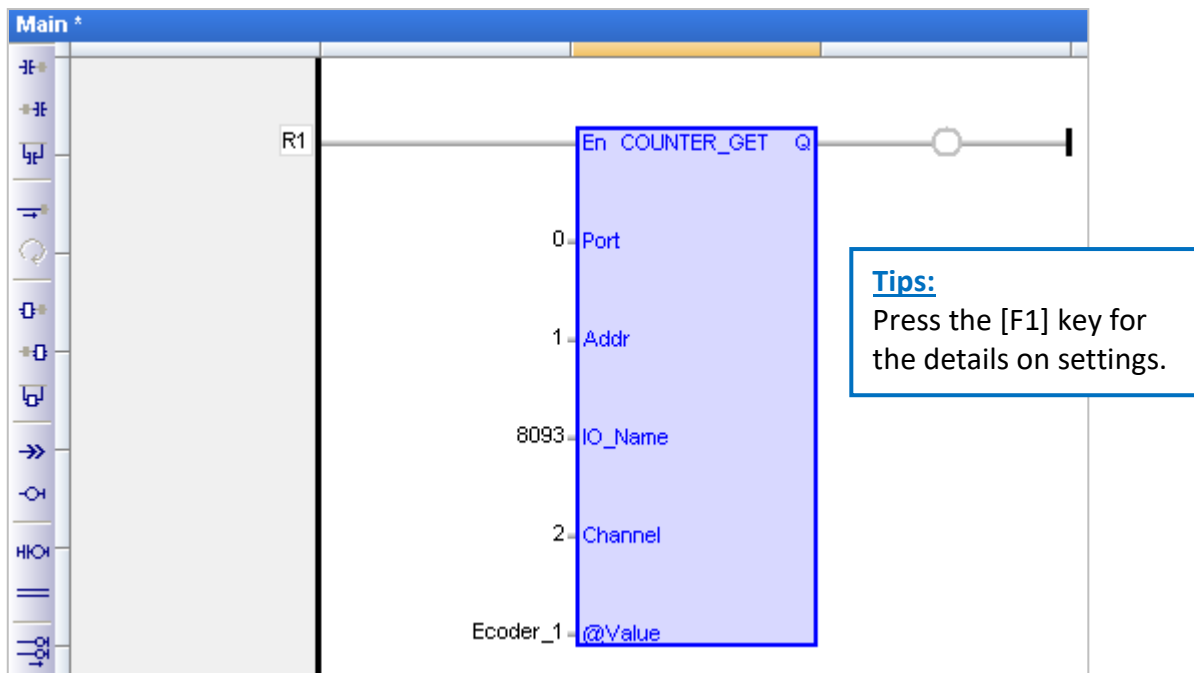 Main *
R1
En COUNTER_GET Q
0 Port
Tips:
Press the [F1] key for
the details on settings.
1 Addr
8093 IO_Name
2 Channel
Ecoder_1 @Value